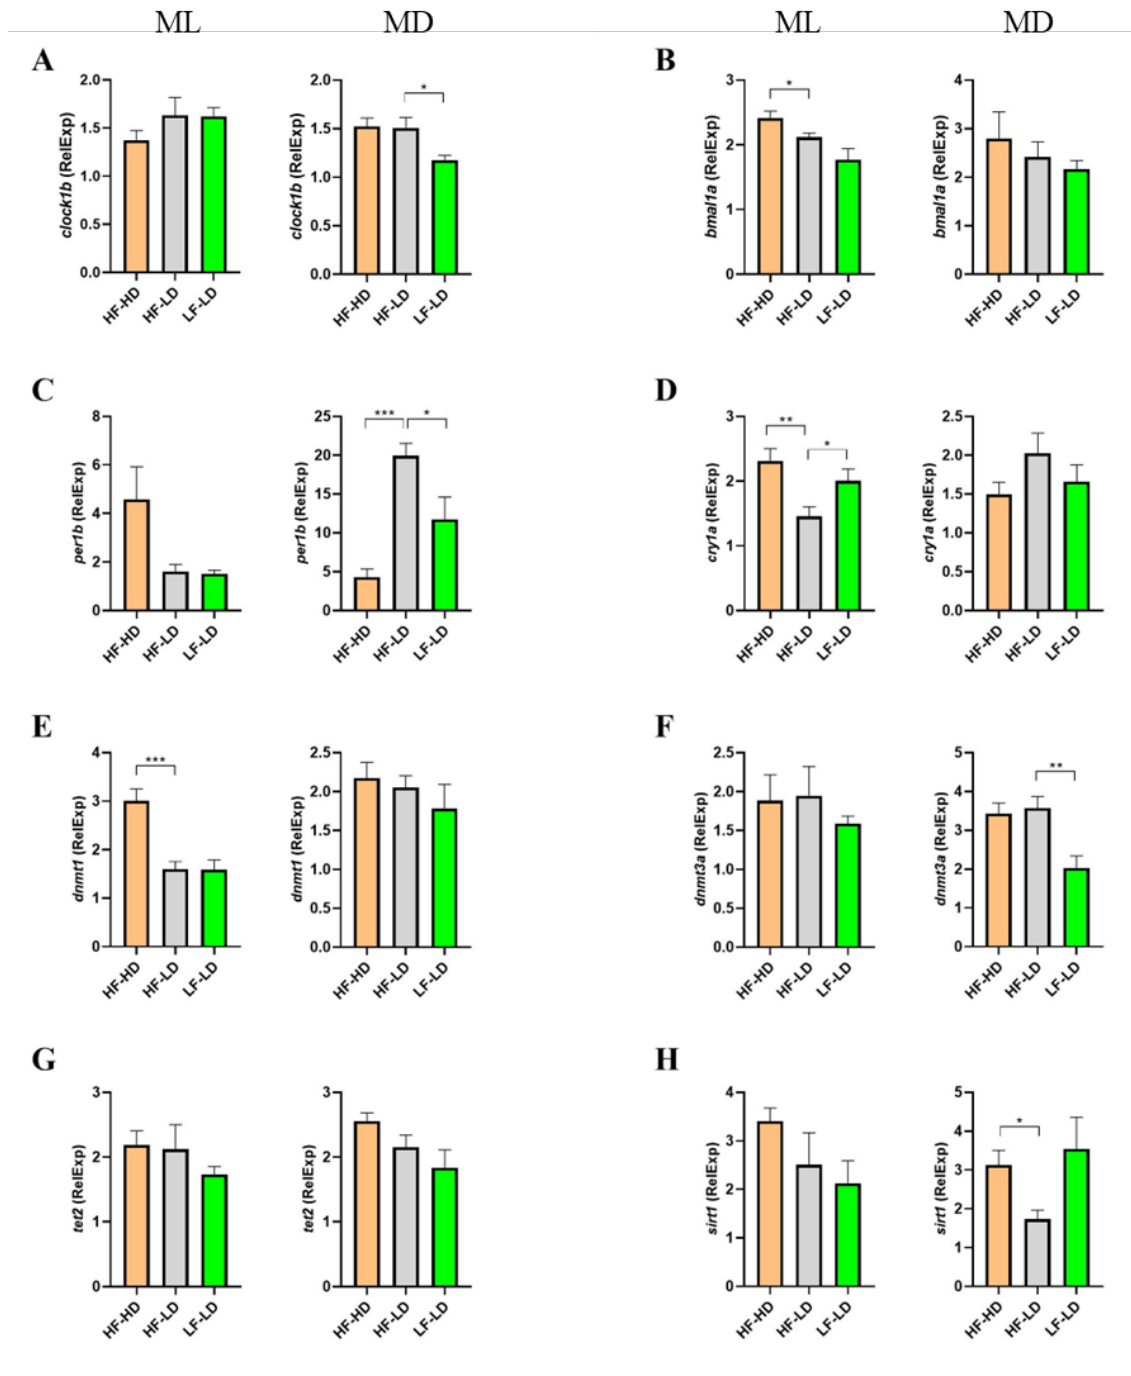 ML MD ML MD
A B
2.0 1.5 1.0 0.5 0.0
clock1b (RelExp)
HF-HD HF-LD LF-LD
*
2.0 1.5 1.0 0.5 0.0
clock1b (RelExp)
HF-HD HF-LD LF-LD
*
3 2 1 0
bmal1a (RelExp)
HF-HD HF-LD LF-LD
4 3 2 1 0
bmal1a (RelExp)
HF-HD HF-LD LF-LD
C D
8 6 4 2 0
per1b (RelExp)
HF-HD HF-LD LF-LD
*** *
25 20 15 10 5 0
per1b (RelExp)
HF-HD HF-LD LF-LD
** *
3 2 1 0
cry1a (RelExp)
HF-HD HF-LD LF-LD
2.5 2.0 1.5 1.0 0.5 0.0
cry1a (RelExp)
HF-HD HF-LD LF-LD
E F
***
4 3 2 1 0
dnmt1 (RelExp)
HF-HD HF-LD LF-LD
2.5 2.0 1.5 1.0 0.5 0.0
dnmt1 (RelExp)
HF-HD HF-LD LF-LD
2.5 2.0 1.5 1.0 0.5 0.0
dnmt3a (RelExp)
HF-HD HF-LD LF-LD
**
5 4 3 2 1 0
dnmt3a (RelExp)
HF-HD HF-LD LF-LD
G H
3 2 1 0
tet2 (RelExp)
HF-HD HF-LD LF-LD
3 2 1 0
tet2 (RelExp)
HF-HD HF-LD LF-LD
4 3 2 1 0
sirt1 (RelExp)
HF-HD HF-LD LF-LD
*
5 4 3 2 1 0
sirt1 (RelExp)
HF-HD HF-LD LF-LD